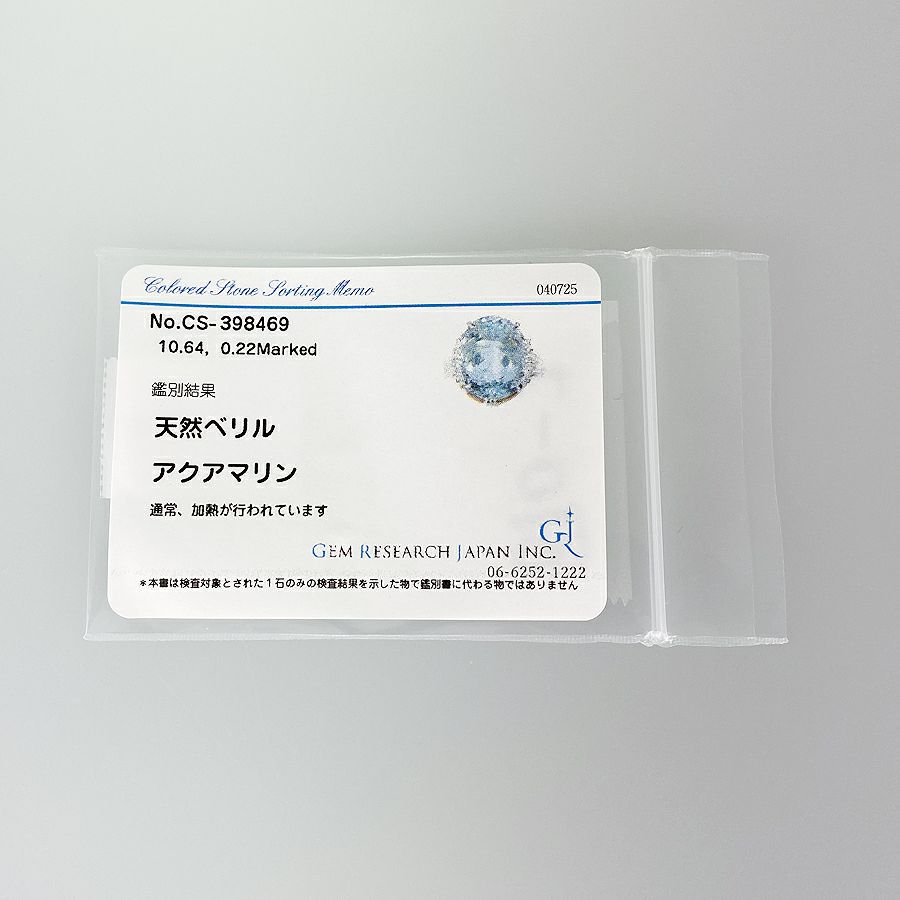 Colored Stone Sorting Memo 040725
No.CS-398469
10.64, 0.22Marked
鑑別結果
天然ベリル
アクアマリン
通常、加熱が行われています
GJ
GEM RESEARCH JAPAN INC.
06-6252-1222
*本書は検査対象とされた1石のみの検査結果を示した物で鑑別書に代わる物ではありません